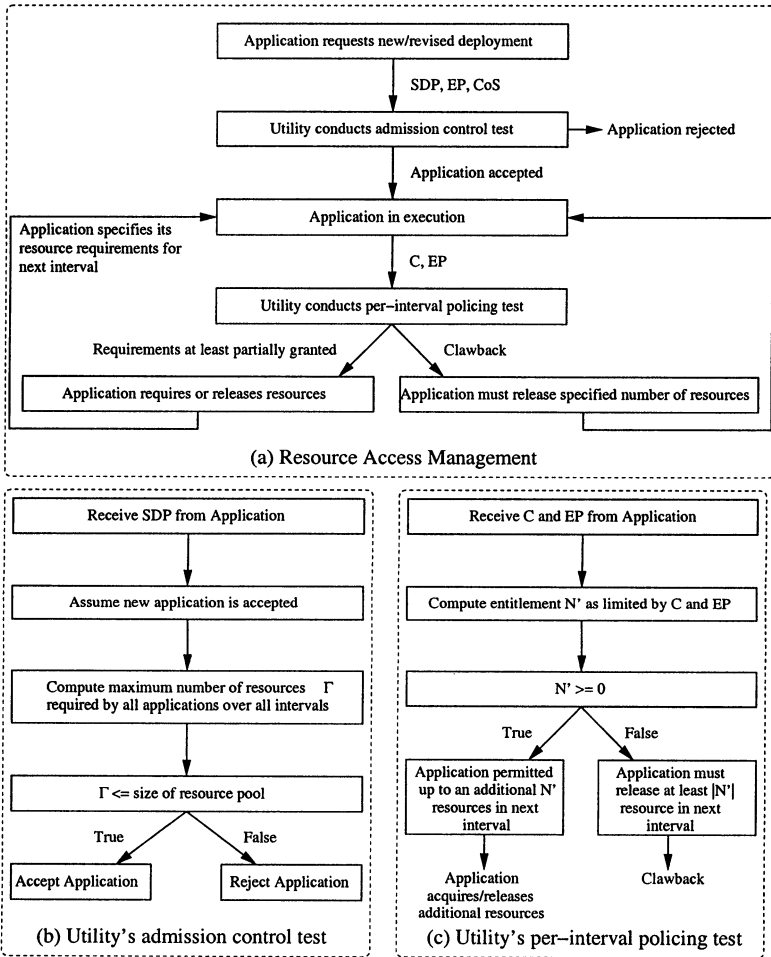 Application requests new/revised deployment
SDP, EP, CoS
Utility conducts admission control test
Application rejected
Application accepted
Application in execution
Application specifies its
resource requirements for
next interval
C, EP
Utility conducts per−interval policing test
Requirements at least partially granted
Clawback
Application requires or releases resources
Application must release specified number of resources
(a) Resource Access Management
Receive SDP from Application
Assume new application is accepted
Compute maximum number of resources Γ
required by all applications over all intervals
Γ <= size of resource pool
True
False
Accept Application
Reject Application
(b) Utility's admission control test
Receive C and EP from Application
Compute entitlement N' as limited by C and EP
N' >= 0
True
False
Application permitted
up to an additional N'
resources in next
interval
Application must
release at least |N'|
resource in next
interval
Application
acquires/releases
additional resources
Clawback
(c) Utility's per−interval policing test